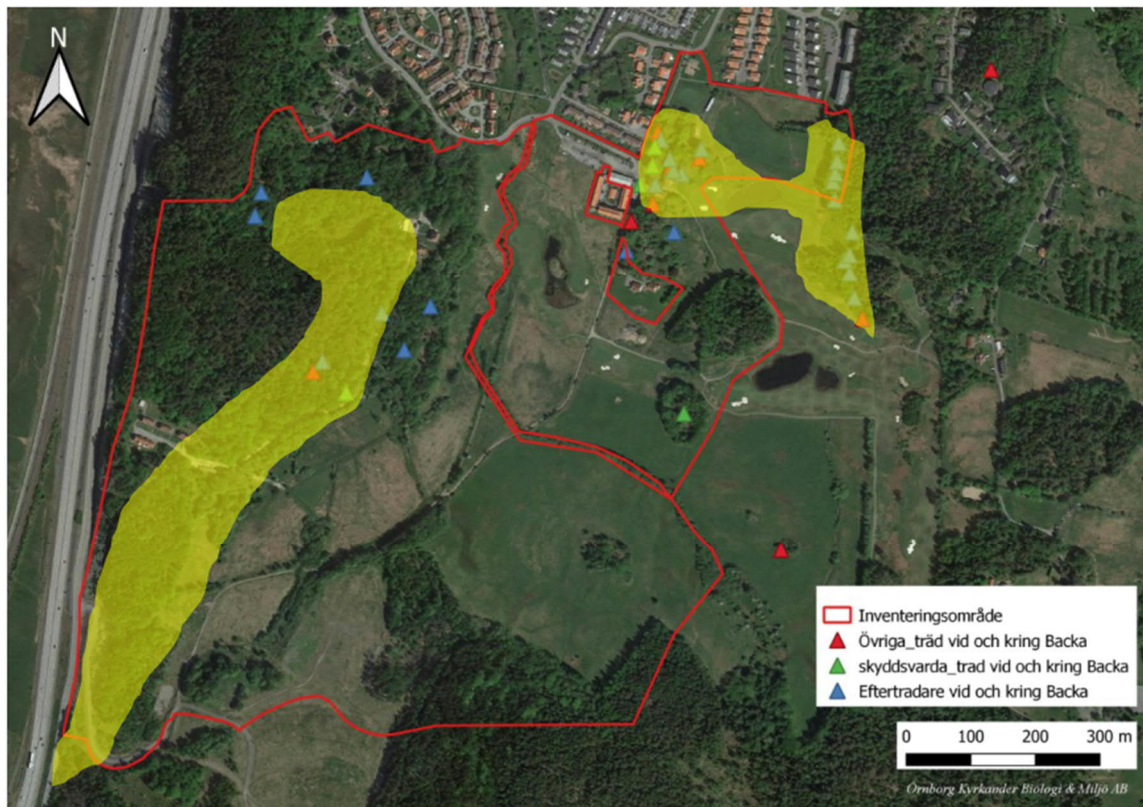 N
Inventeringsområde
Övriga_träd vid och kring Backa
skyddsvarda_trad vid och kring Backa
Eftertradare vid och kring Backa
0 100 200 300 m
Örnborg Kyrkander Biologi & Miljö AB